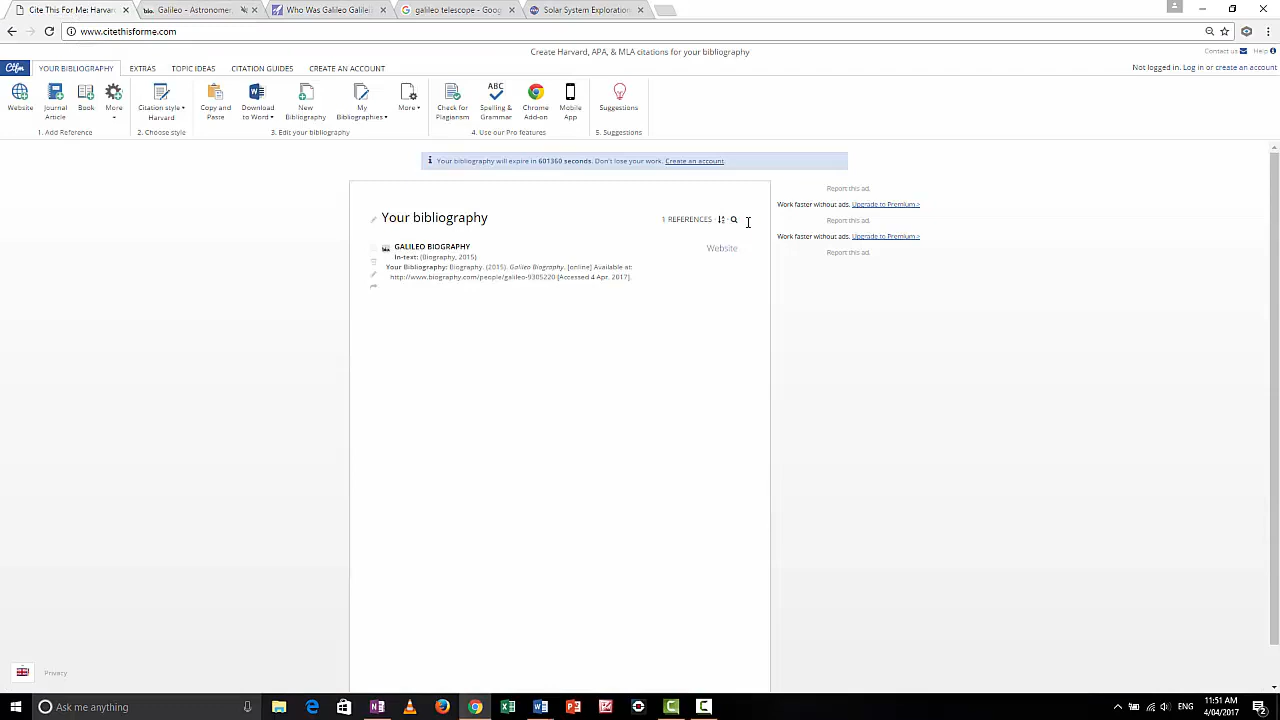 Cite This For Me: Harvar
bio. Galileo - Astronomer
Who Was Galileo Galilei
galileo telescope - Goog
Solar System Exploration
www.citethisforme.com
Create Harvard, APA, & MLA citations for your bibliography
Contact us Help
Ctfm YOUR BIBLIOGRAPHY EXTRAS TOPIC IDEAS CITATION GUIDES CREATE AN ACCOUNT
Not logged in. Log in or create an account
Website
Journal Article
Book
More
1. Add Reference
Citation style Harvard
2. Choose style
Copy and Paste
Download to Word
New Bibliography
My Bibliographies
More
3. Edit your bibliography
Check for Plagiarism
ABC
Spelling & Grammar
Chrome Add-on
Mobile App
4. Use our Pro features
Suggestions
5. Suggestions
Your bibliography will expire in 601360 seconds. Don't lose your work. Create an account.
Your bibliography
1 REFERENCES
GALILEO BIOGRAPHY
Website
In-text: (Biography, 2015)
Your Bibliography: Biography. (2015). Galileo Biography. [online] Available at:
http://www.biography.com/people/galileo-9305220 [Accessed 4 Apr. 2017].
Report this ad.
Work faster without ads. Upgrade to Premium >
Report this ad.
Work faster without ads. Upgrade to Premium >
Report this ad.
Privacy
Ask me anything
ENG
11:51 AM
4/04/2017